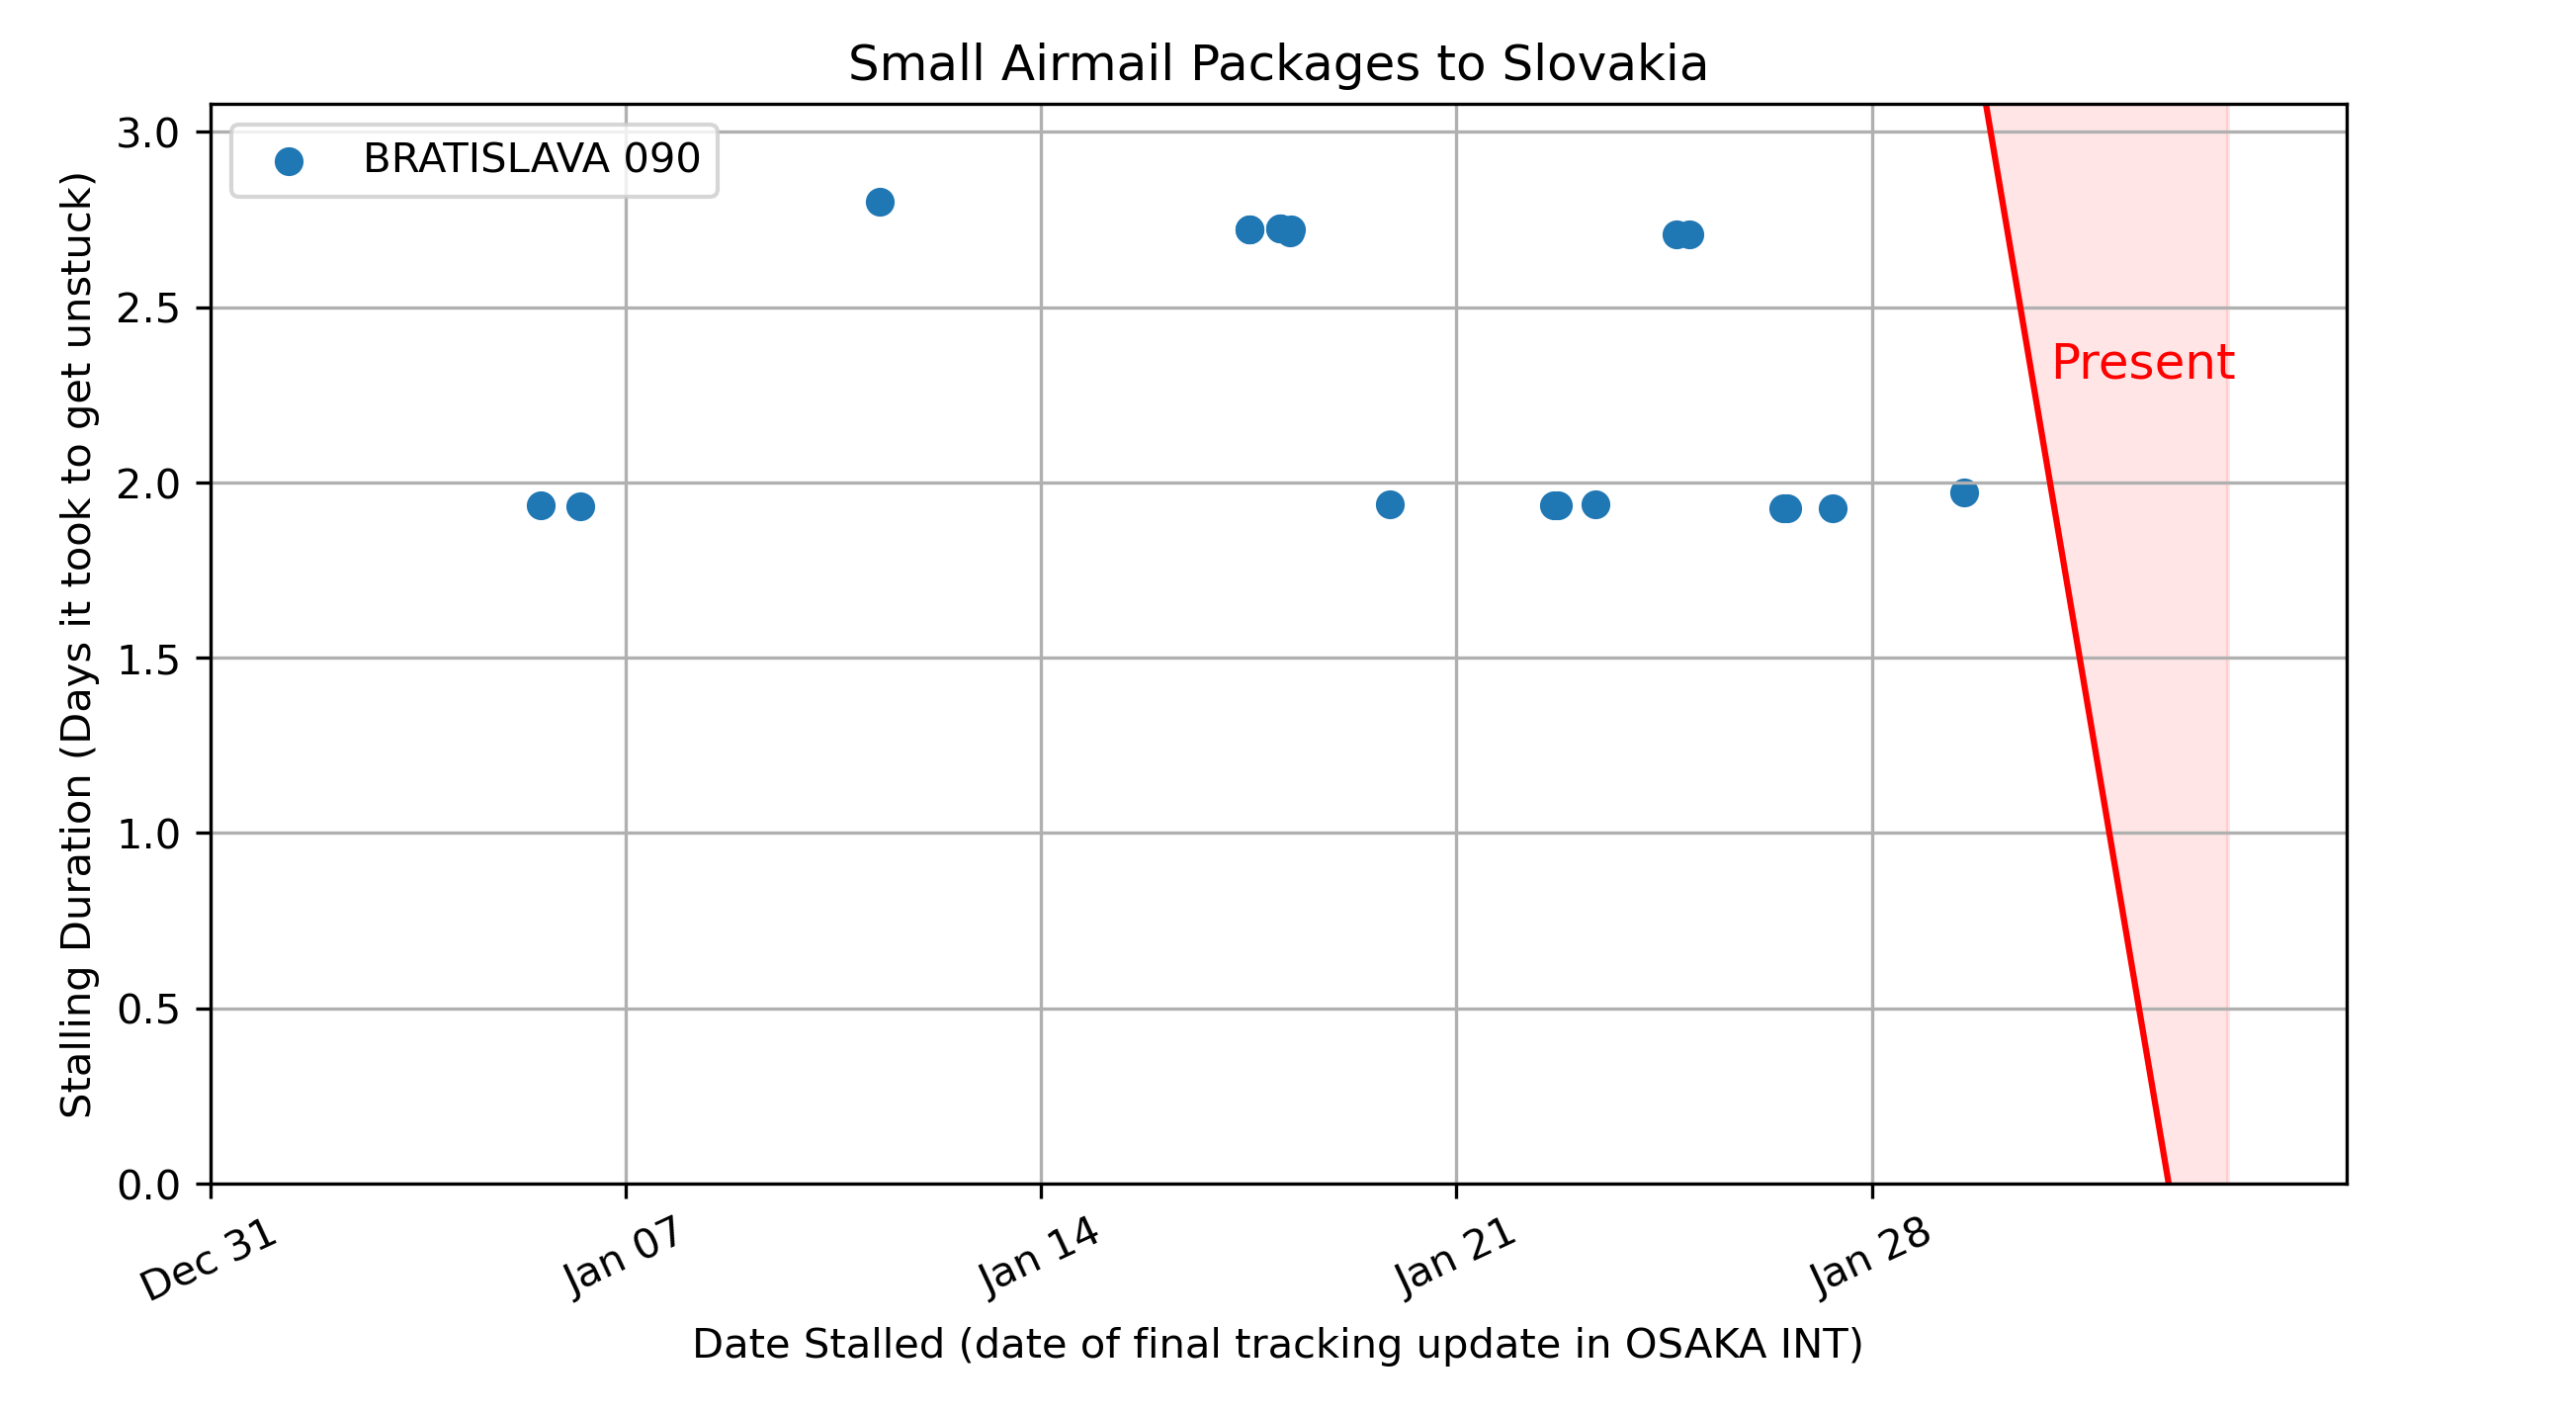 Small Airmail Packages to Slovakia
BRATISLAVA 090
Stalling Duration (Days it took to get unstuck)
3.0
2.5
2.0
1.5
1.0
0.5
0.0
Present
Dec 31
Jan 07
Jan 14
Jan 21
Jan 28
Date Stalled (date of final tracking update in OSAKA INT)